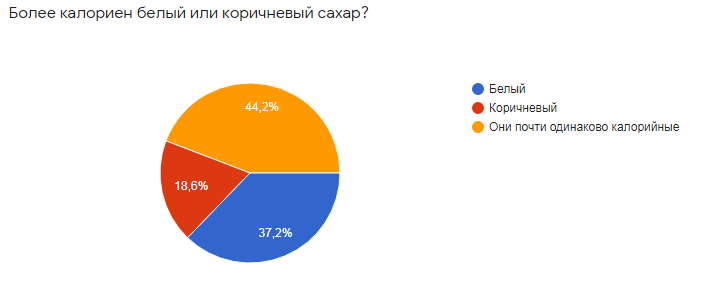 Более калориен белый или коричневый сахар?
44,2%
18,6%
37,2%
Белый
Коричневый
Они почти одинаково калорийные